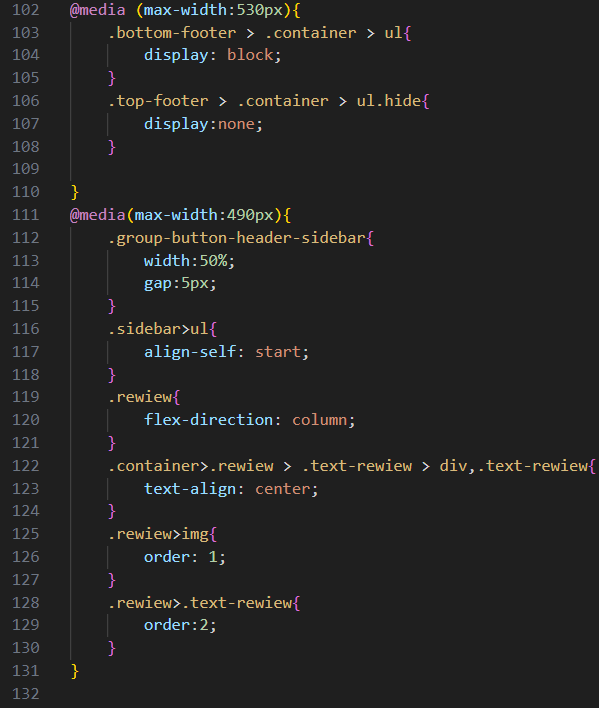 102 @media (max-width:530px){
103     .bottom-footer > .container > ul{
104         display: block;
105     }
106     .top-footer > .container > ul.hide{
107         display:none;
108     }
109
110 }
111 @media(max-width:490px){
112     .group-button-header-sidebar{
113         width:50%;
114         gap:5px;
115     }
116     .sidebar>ul{
117         align-self: start;
118     }
119     .rewiew{
120         flex-direction: column;
121     }
122     .container>.rewiew > .text-rewiew > div,.text-rewiew{
123         text-align: center;
124     }
125     .rewiew>img{
126         order: 1;
127     }
128     .rewiew>.text-rewiew{
129         order:2;
130     }
131 }
132